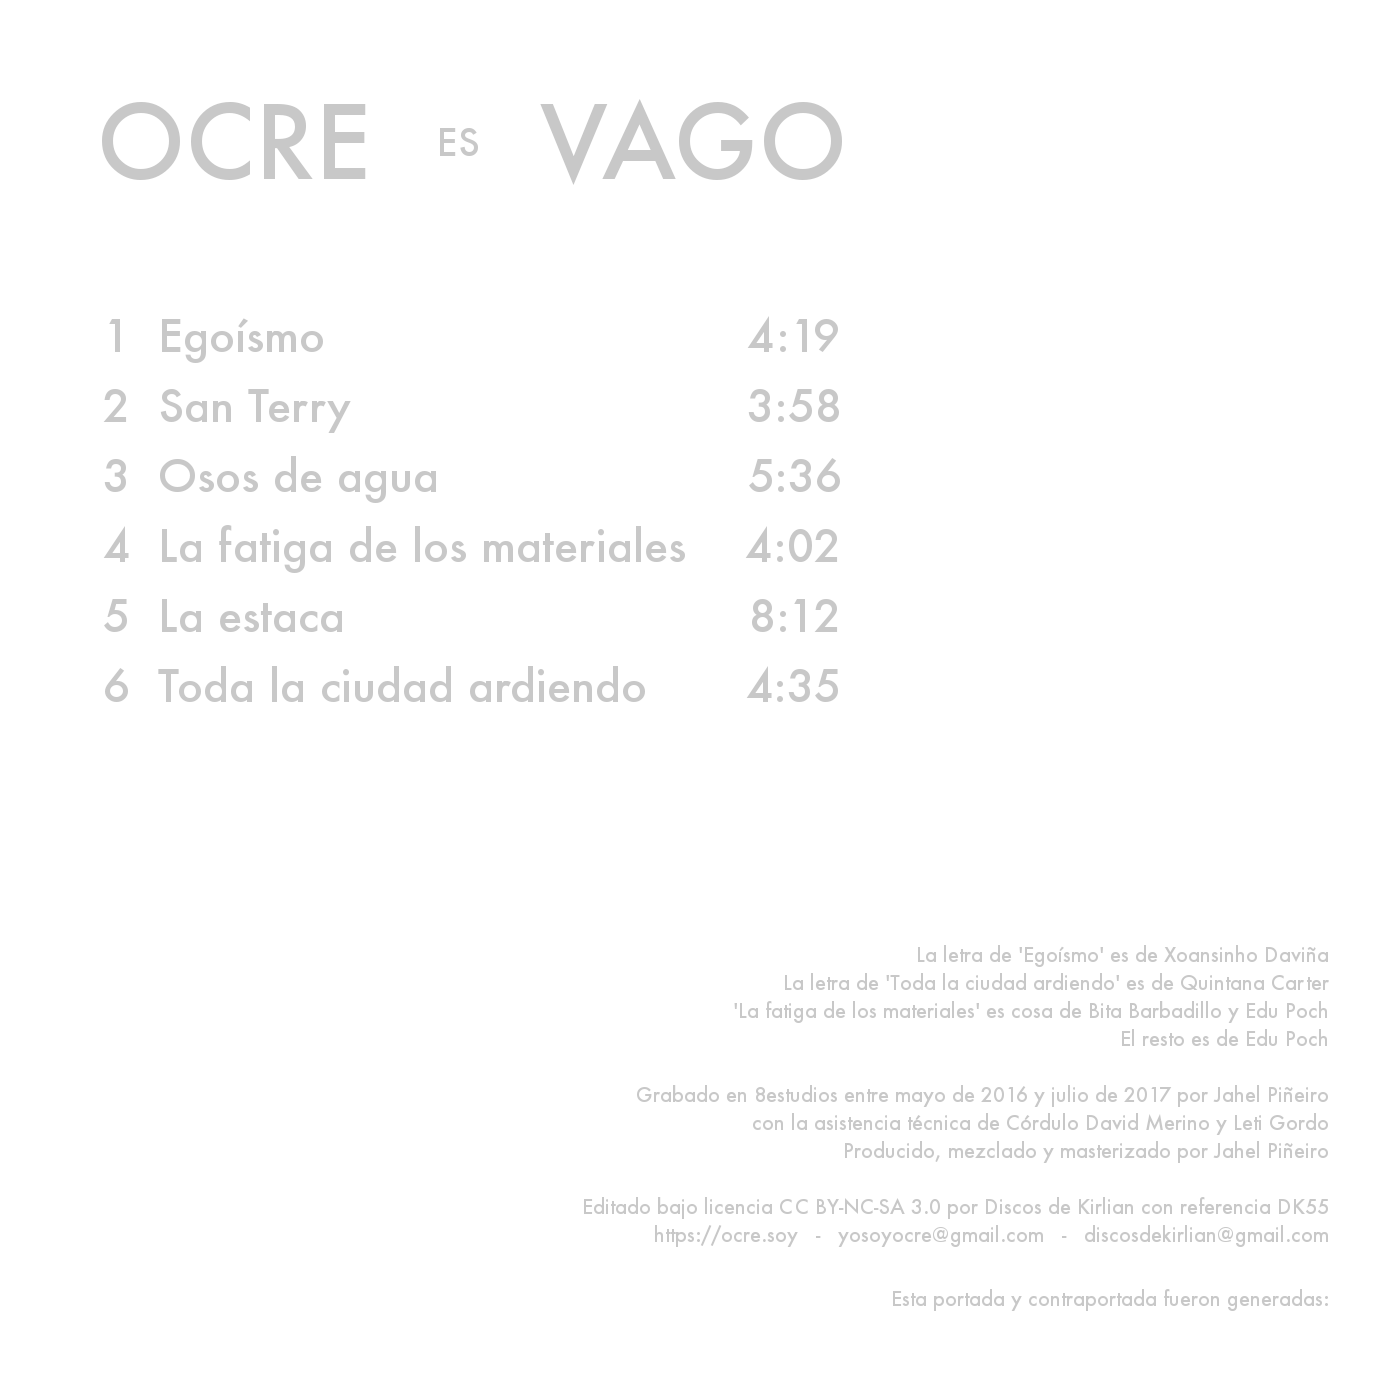 OCRE ES VAGO
1 Egoísmo 4:19
2 San Terry 3:58
3 Osos de agua 5:36
4 La fatiga de los materiales 4:02
5 La estaca 8:12
6 Toda la ciudad ardiendo 4:35
La letra de 'Egoísmo' es de Xoansinho Daviña
La letra de 'Toda la ciudad ardiendo' es de Quintana Carter
'La fatiga de los materiales' es cosa de Bita Barbadillo y Edu Poch
El resto es de Edu Poch
Grabado en 8estudios entre mayo de 2016 y julio de 2017 por Jahel Piñeiro
con la asistencia técnica de Córdulo David Merino y Leti Gordo
Producido, mezclado y masterizado por Jahel Piñeiro
Editado bajo licencia CC BY-NC-SA 3.0 por Discos de Kirlian con referencia DK55
https://ocre.soy - yosoyocre@gmail.com - discosdekirlian@gmail.com
Esta portada y contraportada fueron generadas: